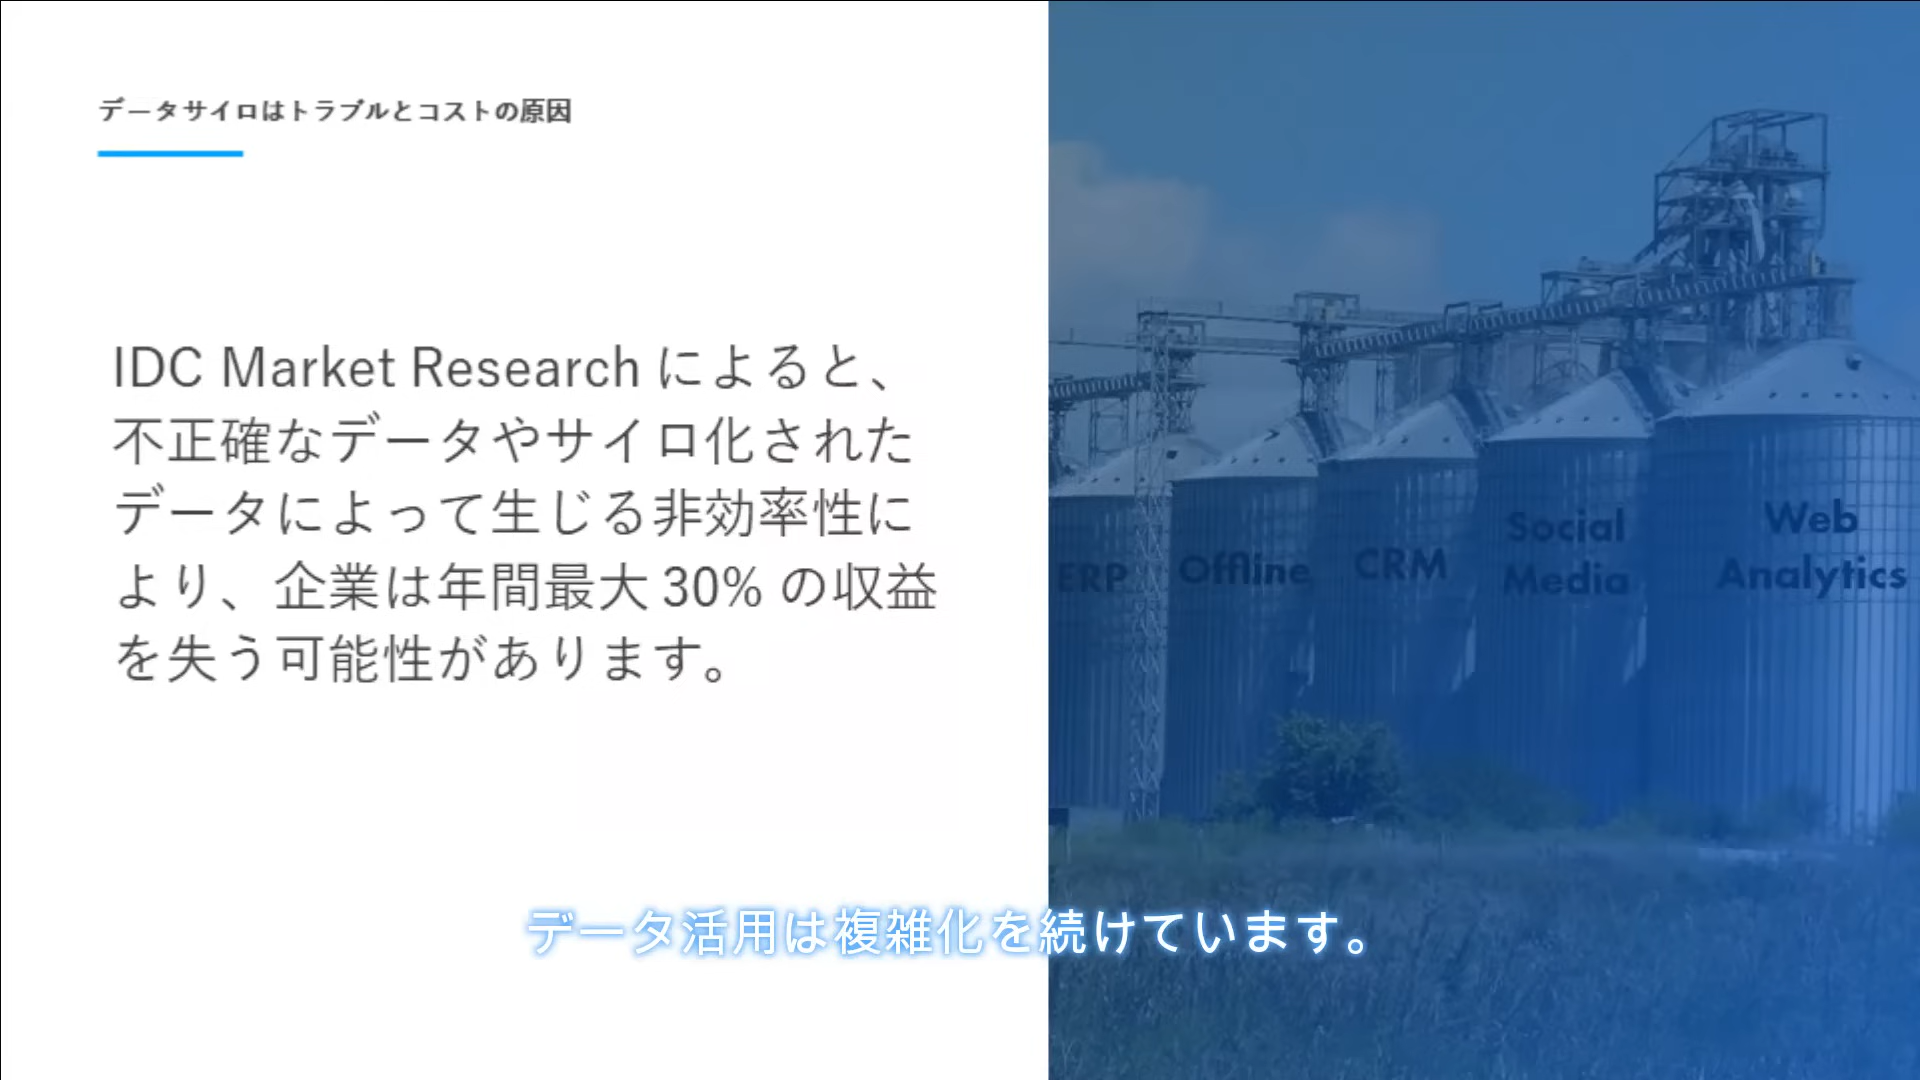 データサイロはトラブルとコストの原因
IDC Market Research によると、
不正確なデータやサイロ化された
データによって生じる非効率性に
より、企業は年間最大 30% の収益
を失う可能性があります。
ERP
Offline
CRM
Social
Media
Web
Analytics
データ活用は複雑化を続けています。